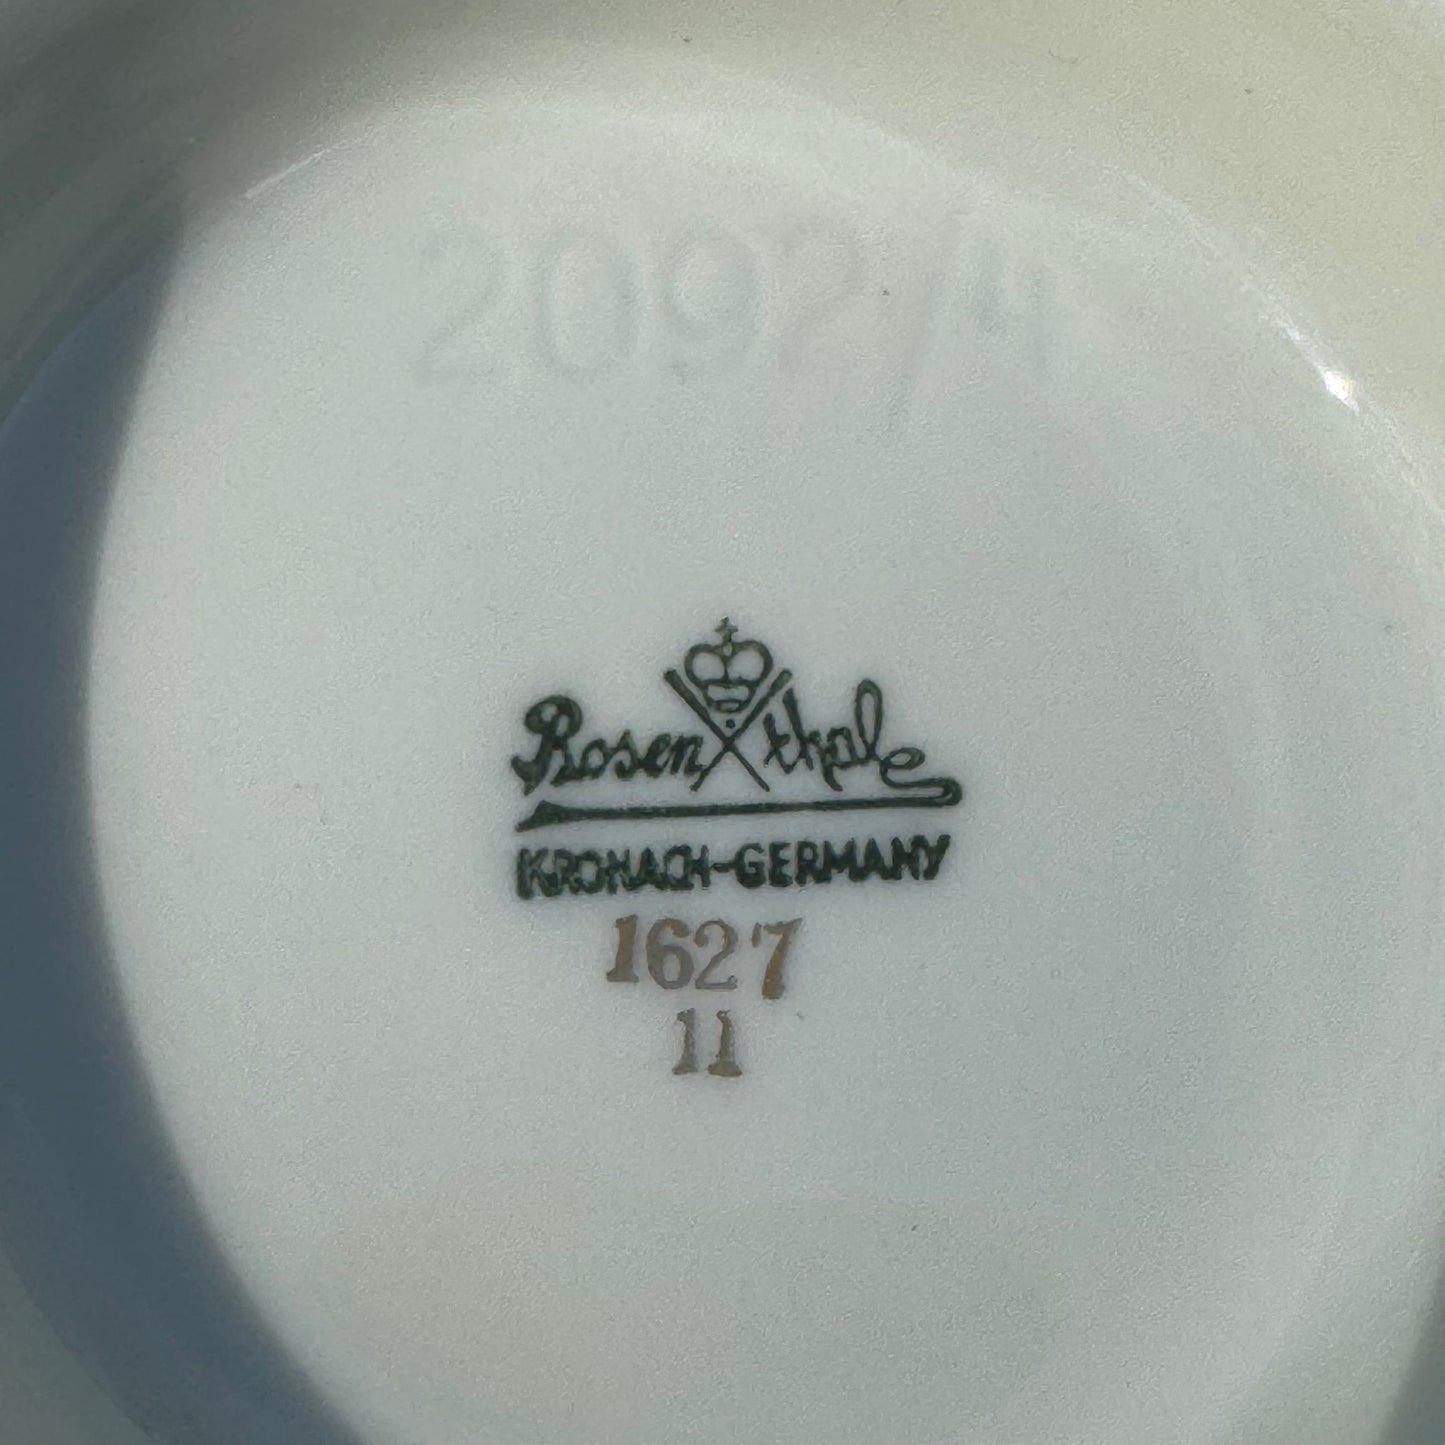 2092/1
Rosenthal
KRONACH-GERMANY
1627
11